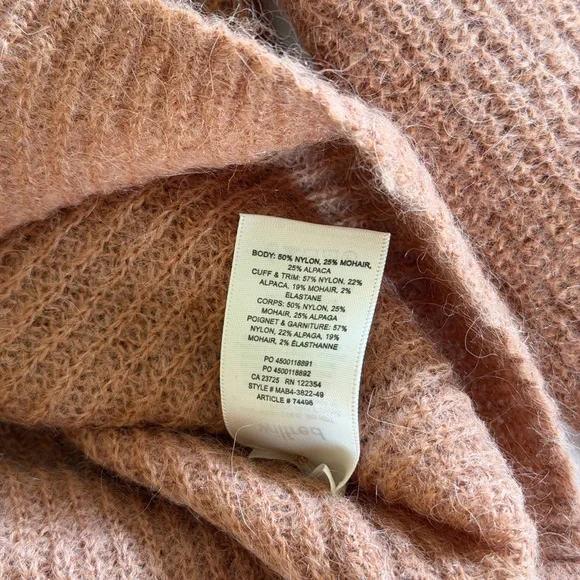 BODY: 50% NYLON, 25% MOHAIR,
25% ALPACA
CUFF & TRIM: 57% NYLON, 22%
ALPACA, 19% MOHAIR, 2%
ELASTANE
CORPS: 50% NYLON, 25%
MOHAIR, 25% ALPAGA
POIGNET & GARNITURE: 57%
NYLON, 22% ALPAGA, 19%
MOHAIR, 2% ÉLASTHANNE
PO 4500118891
PO 4500118892
CA 23725 RN 122354
STYLE # MAB4-3822-49
ARTICLE # 74496
wilfred